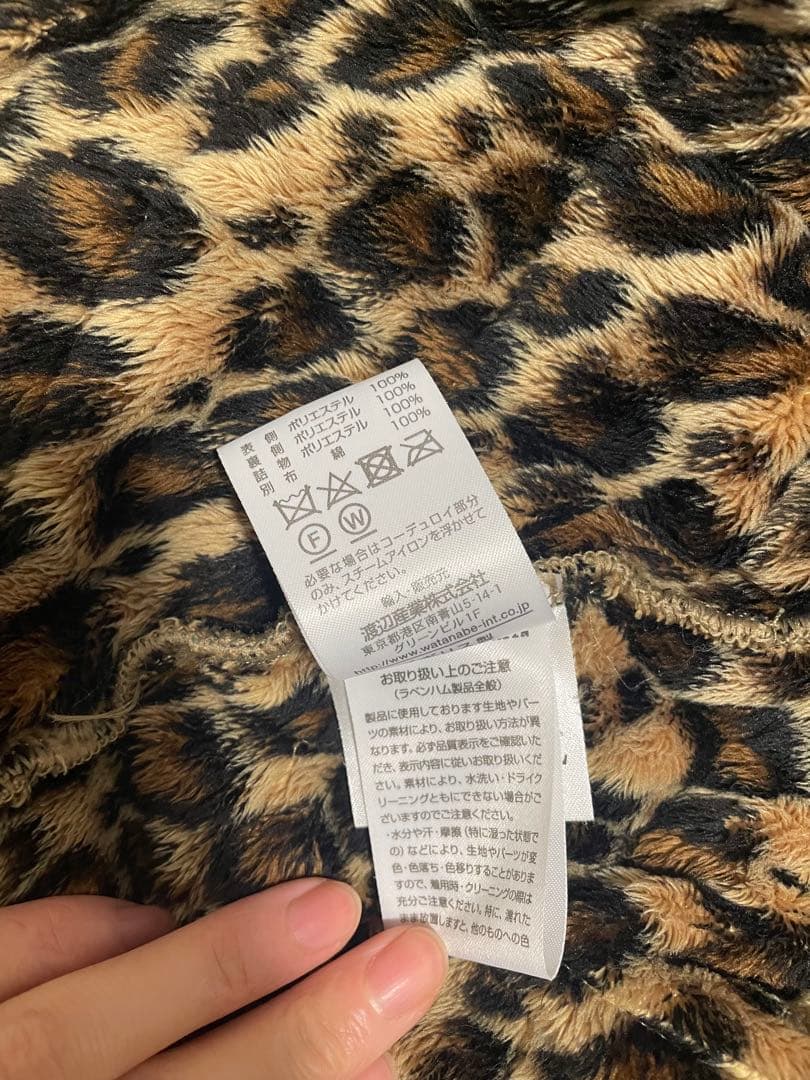 表 側 ポリエステル 100%
裏 側 ポリエステル 100%
詰 物 ポリエステル 100%
別 布 綿 100%
F W
必要な場合はコーデュロイ部分
のみ、スチームアイロンを浮かせて
かけてください。
輸入・販売元
渡辺産業株式会社
東京都港区南青山5-14-1
グリーンビル1F
http://www.watanabe-int.co.jp
お取り扱い上のご注意
(ラベンハム製品全般)
製品に使用しております生地やパー
ツの素材により、お取り扱い方法が異
なります。必ず品質表示をご確認いた
だき、表示内容に従いお取り扱いくだ
さい。素材により、水洗い・ドライク
リーニングともにできない場合がご
ざいますのでご注意ください。
・水分や汗・摩擦(特に湿った状態で
の)などにより、生地やパーツが変
色・色落ち・色移りすることがありま
すので、着用時・クリーニングの際は
充分ご注意ください。特に、濡れた
まま放置しますと、他のものへの色